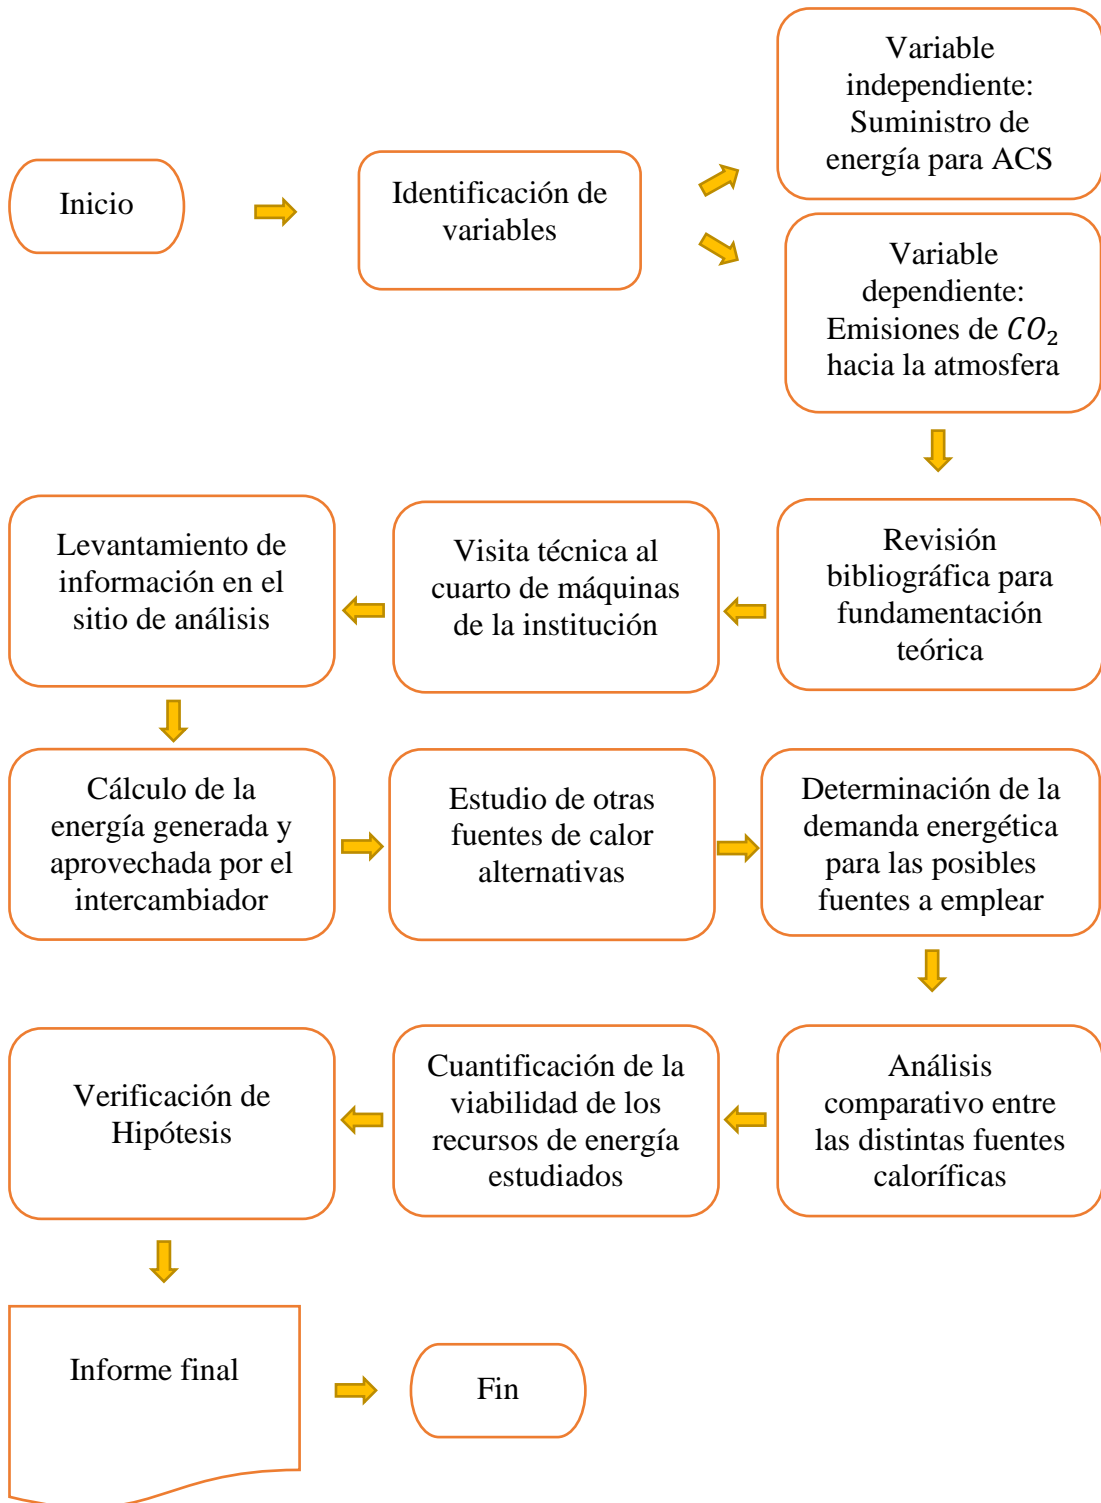 Inicio
Identificación de
variables
Variable
independiente:
Suministro de
energía para ACS
Variable
dependiente:
Emisiones de CO₂
hacia la atmosfera
Revisión
bibliográfica para
fundamentación
teórica
Visita técnica al
cuarto de máquinas
de la institución
Levantamiento de
información en el
sitio de análisis
Cálculo de la
energía generada y
aprovechada por el
intercambiador
Estudio de otras
fuentes de calor
alternativas
Determinación de la
demanda energética
para las posibles
fuentes a emplear
Análisis
comparativo entre
las distintas fuentes
caloríficas
Cuantificación de la
viabilidad de los
recursos de energía
estudiados
Verificación de
Hipótesis
Informe final
Fin